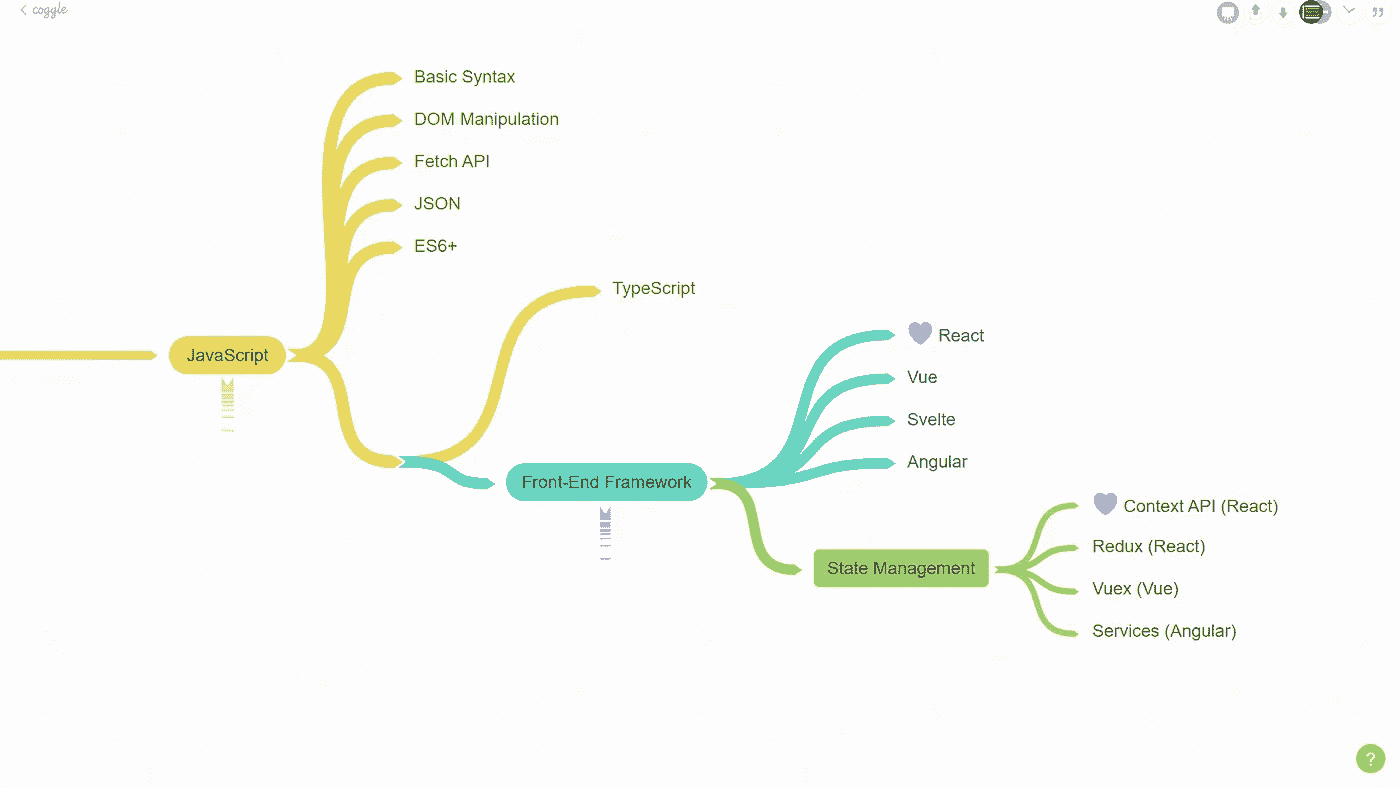 coggle
Basic Syntax
DOM Manipulation
Fetch API
JSON
ES6+
TypeScript
JavaScript
React
Vue
Svelte
Angular
Front-End Framework
Context API (React)
Redux (React)
State Management
Vuex (Vue)
Services (Angular)
?